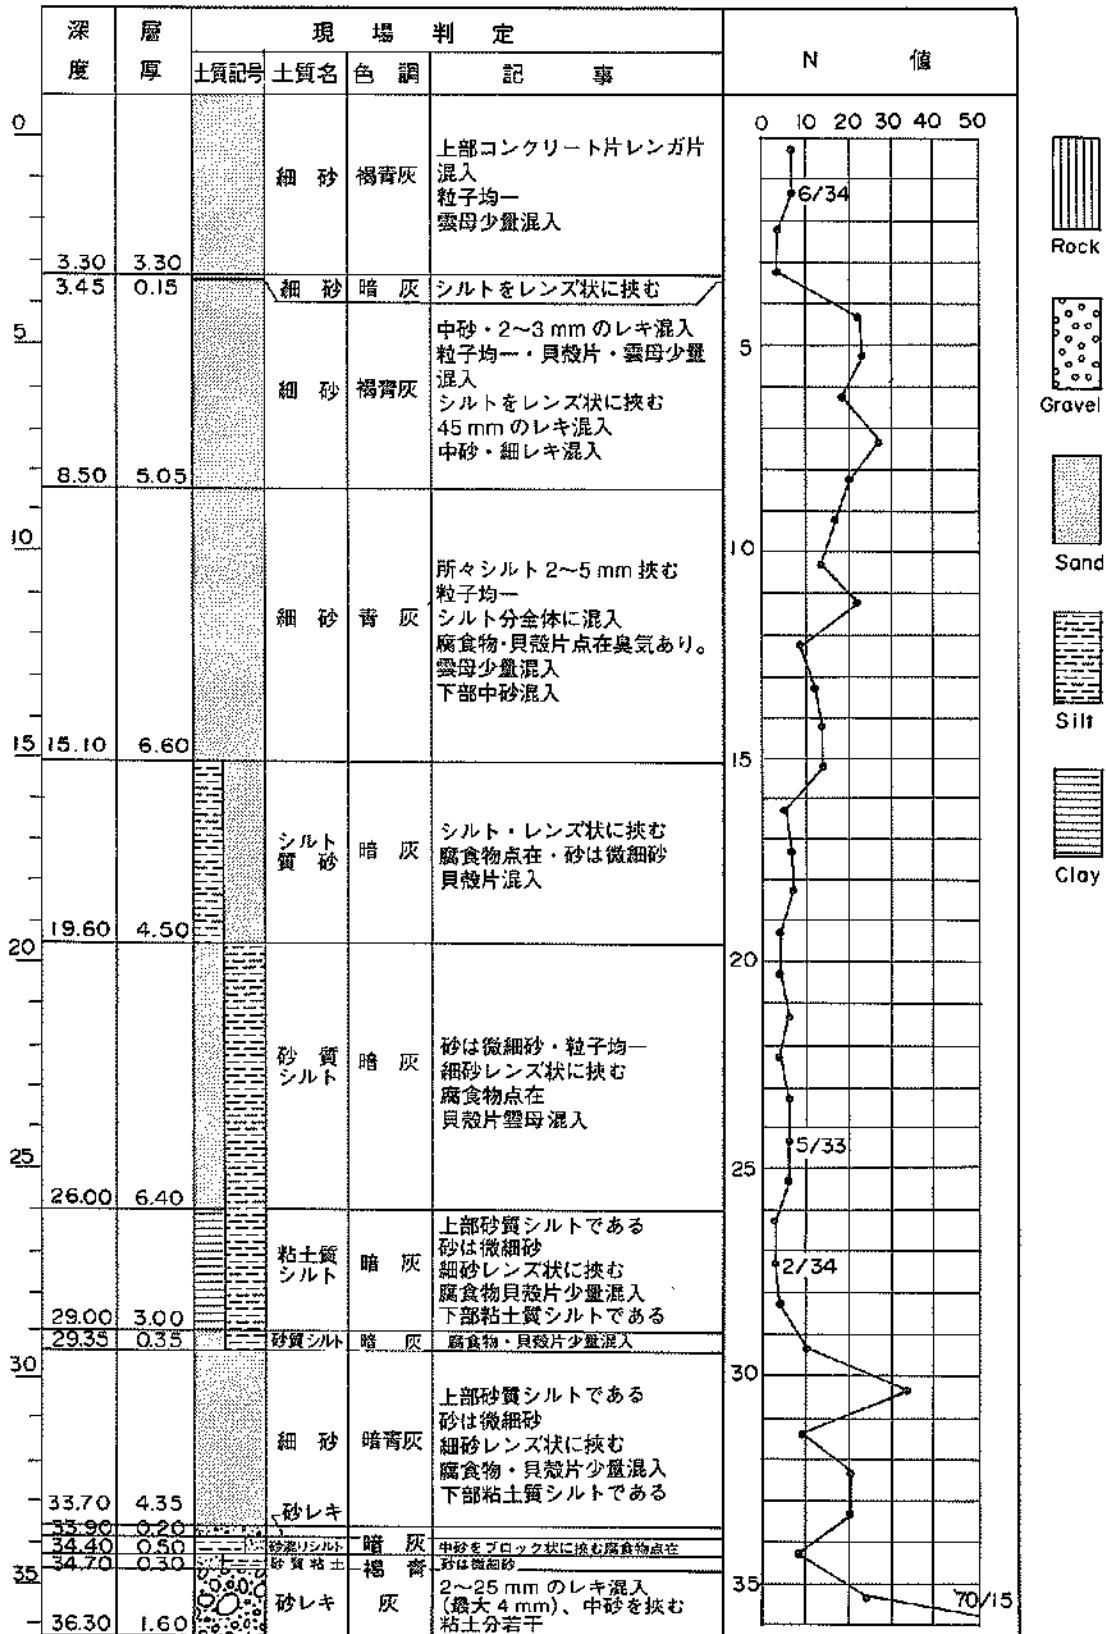 深度 層厚 現場判定 N 値
土質記号 土質名 色調 記事
0 10 20 30 40 50
0
細砂 褐青灰 上部コンクリート片レンガ片
混入
粒子均一
雲母少量混入
6/34
3.30 3.30
3.45 0.15 細砂 暗灰 シルトをレンズ状に挾む
5
細砂 褐青灰 中砂・2〜3 mm のレキ混入
粒子均一・貝殻片・雲母少量
混入
シルトをレンズ状に挾む
45 mm のレキ混入
中砂・細レキ混入
5
8.50 5.05
10
細砂 青灰 所々シルト 2〜5 mm 挾む
粒子均一
シルト分全体に混入
腐食物・貝殻片点在臭気あり。
雲母少量混入
下部中砂混入
10
15 15.10 6.60
15
シルト
質砂 暗灰 シルト・レンズ状に挾む
腐食物点在・砂は微細砂
貝殻片混入
19.60 4.50
20
20
砂質
シルト 暗灰 砂は微細砂・粒子均一
細砂レンズ状に挾む
腐食物点在
貝殻片雲母混入
5/33
25
25
26.00 6.40
粘土質
シルト 暗灰 上部砂質シルトである
砂は微細砂
細砂レンズ状に挾む
腐食物貝殻片少量混入
下部粘土質シルトである
2/34
29.00 3.00
29.35 0.35 砂質シルト 暗灰 腐食物・貝殻片少量混入
30
30
細砂 暗青灰 上部砂質シルトである
砂は微細砂
細砂レンズ状に挾む
腐食物・貝殻片少量混入
下部粘土質シルトである
33.70 4.35
33.90 0.20 砂レキ
34.40 0.50 砂混りシルト 暗灰 中砂をブロック状に挾む腐食物点在
34.70 0.30 砂質粘土 褐青 砂は微細砂
35
35
砂レキ 灰 2〜25 mm のレキ混入
(最大 4 mm)、中砂を挾む
粘土分若干
70/15
36.30 1.60
Rock
Gravel
Sand
Silt
Clay